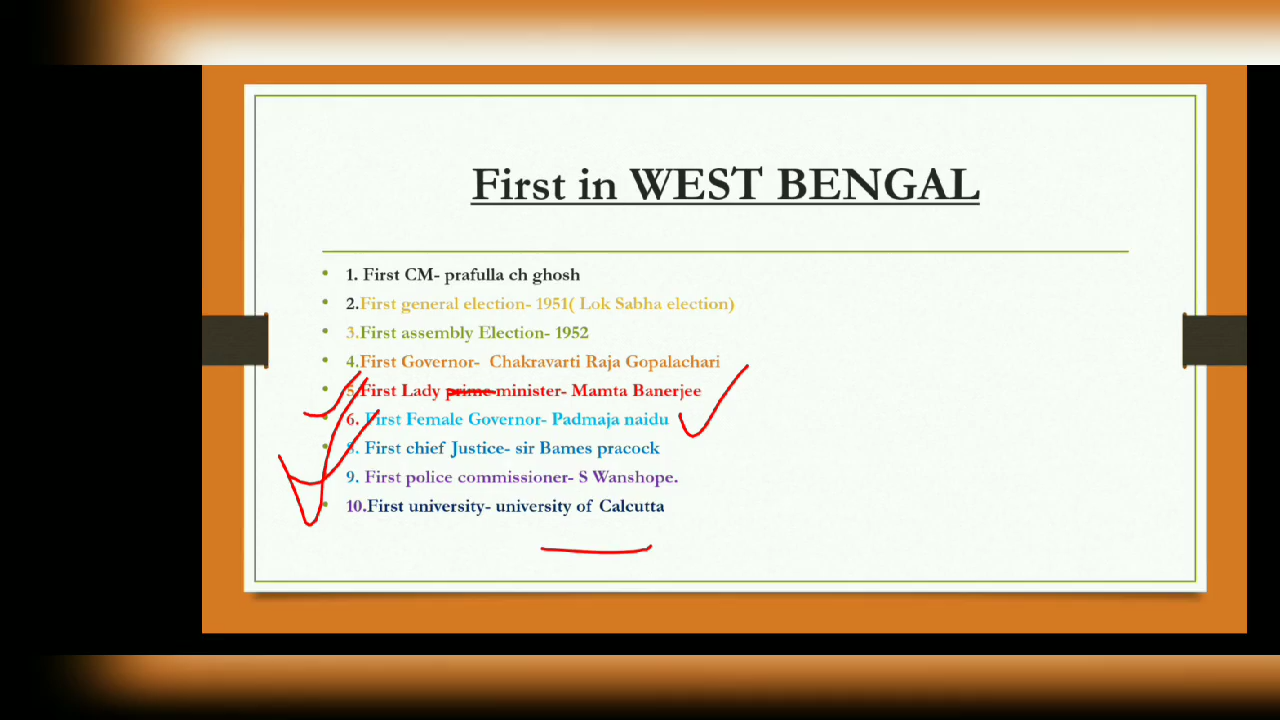 First in WEST BENGAL
• 1. First CM- prafulla ch ghosh
• 2.First general election- 1951( Lok Sabha election)
• 3.First assembly Election- 1952
• 4.First Governor- Chakravarti Raja Gopalachari
• 5.First Lady prime minister- Mamta Banerjee
• 6. First Female Governor- Padmaja naidu
• 8. First chief Justice- sir Bames pracock
• 9. First police commissioner- S Wanshope.
• 10.First university- university of Calcutta